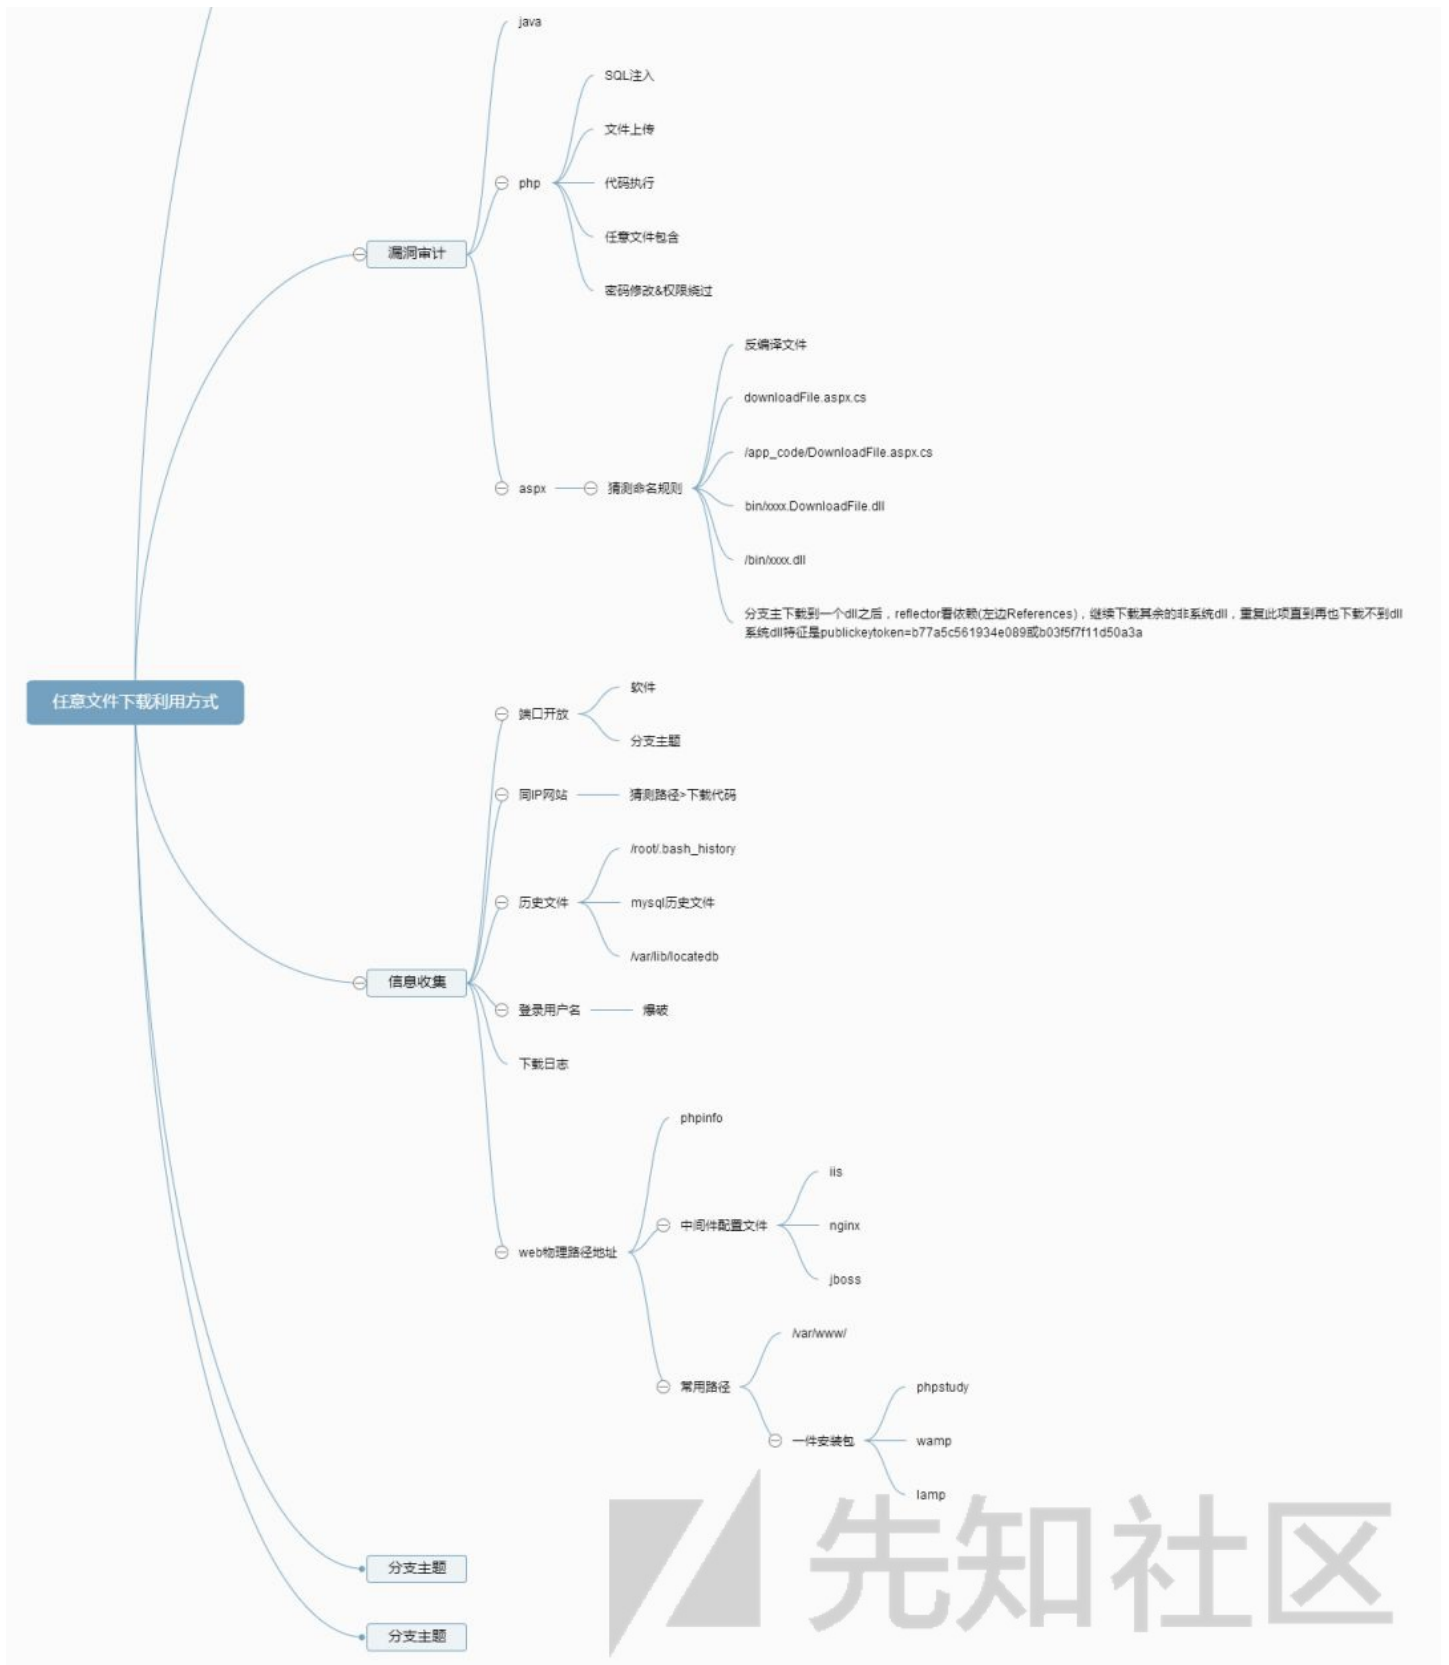 java
SQL注入
文件上传
php
代码执行
任意文件包含
漏洞审计
密码修改&权限绕过
反编译文件
downloadFile.aspx.cs
/app_code/DownloadFile.aspx.cs
aspx
猜测命名规则
bin/xxxx.DownloadFile.dll
/bin/xxxx.dll
分支主下载到一个dll之后，reflector看依赖(左边References)，继续下载其余的非系统dll，重复此项直到再也下载不到dll
系统dll特征是publickeytoken=b77a5c561934e089或b03f5f7f11d50a3a
任意文件下载利用方式
软件
端口开放
分支主题
同IP网站
猜测路径>下载代码
/root/.bash_history
历史文件
mysql历史文件
/var/lib/locatedb
信息收集
登录用户名
爆破
下载日志
phpinfo
iis
中间件配置文件
nginx
web物理路径地址
jboss
/var/www/
常用路径
phpstudy
一件安装包
wamp
lamp
先知社区
分支主题
分支主题